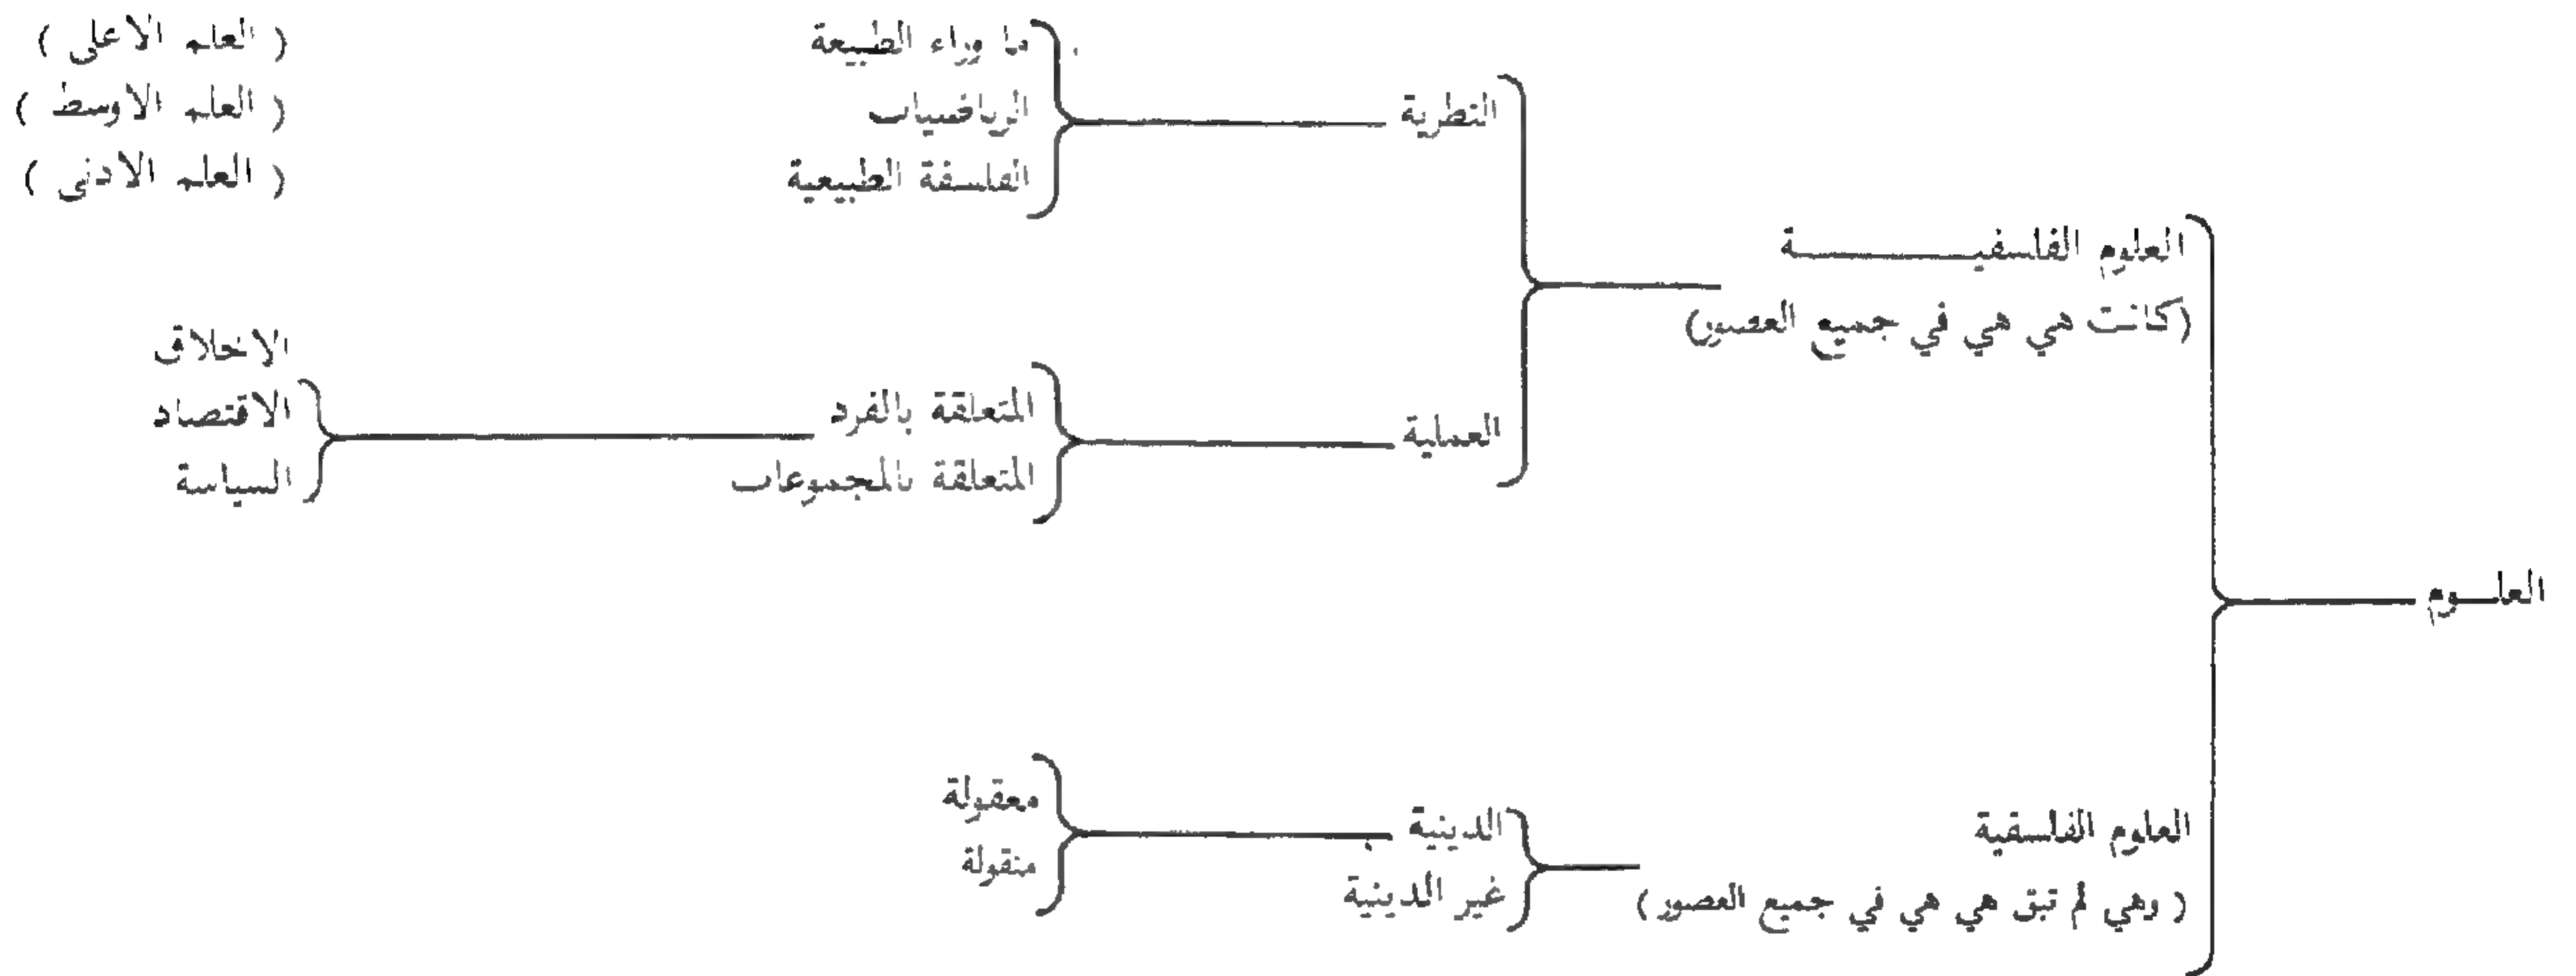 العلوم
العلوم الفلسفية
(كانت هي هي في جميع العصور)
النظرية
ما وراء الطبيعة
( العلم الاعلى )
الرياضيات
( العلم الاوسط )
الفلسفة الطبيعية
( العلم الادنى )
العملية
المتعلقة بالفرد
المتعلقة بالمجموعات
الاخلاق
الاقتصاد
السياسة
العلوم الفلسفية
( وهي لم تبق هي هي في جميع العصور )
الدينية
معقولة
منقولة
غير الدينية